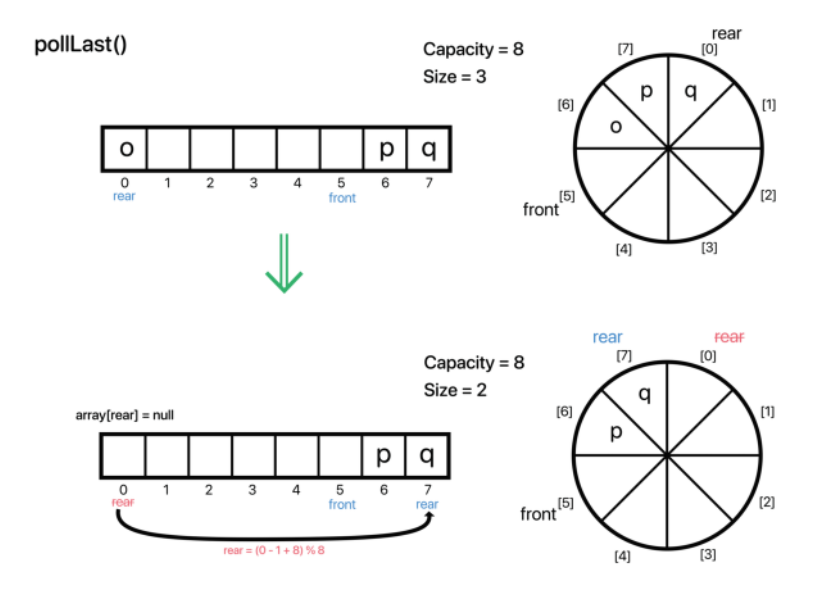 pollLast()
Capacity = 8
Size = 3
o p q
0 1 2 3 4 5 6 7
rear front
rear
[7] [0]
p q
[6] [1]
o
[5] [2]
front
[4] [3]
Capacity = 8
Size = 2
array[rear] = null
p q
0 1 2 3 4 5 6 7
rear front rear
rear = (0 - 1 + 8) % 8
rear rear
[7] [0]
q
[6] [1]
p
[5] [2]
front
[4] [3]